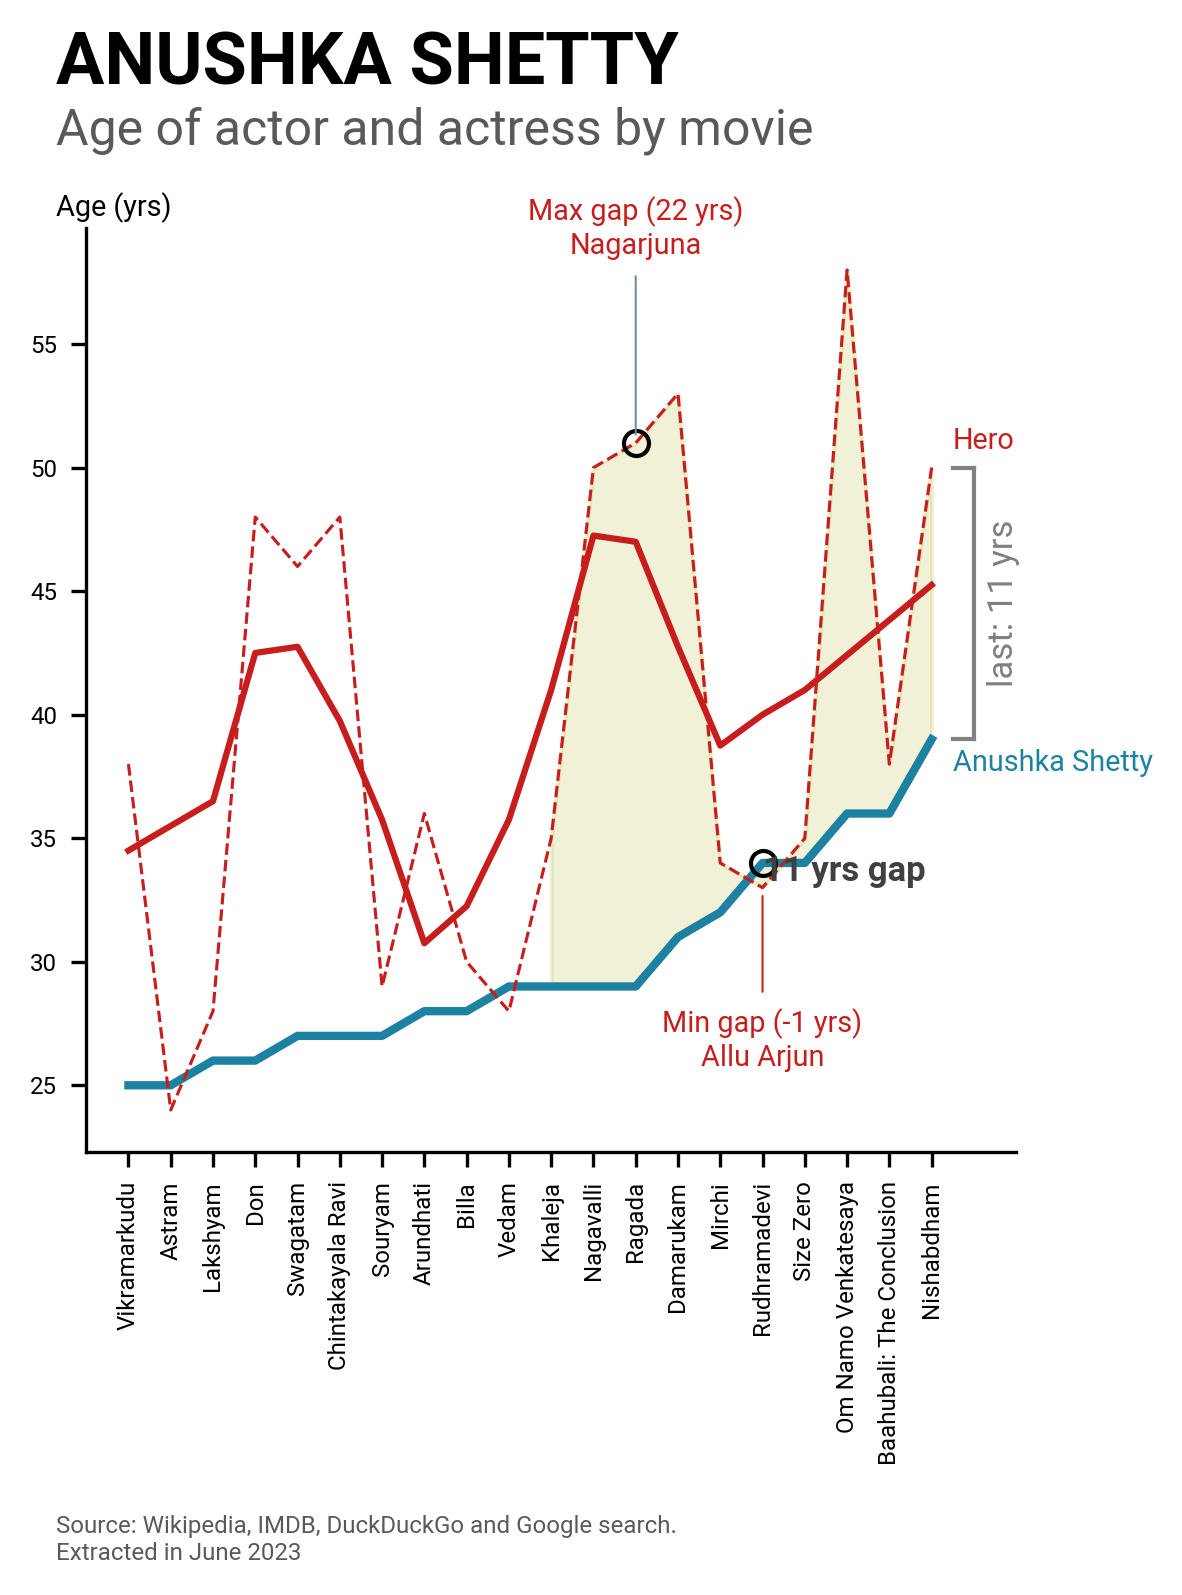 ANUSHKA SHETTY
Age of actor and actress by movie
Age (yrs)
Max gap (22 yrs)
Nagarjuna
55
50
45
40
35
30
25
Hero
last: 11 yrs
Anushka Shetty
11 yrs gap
Min gap (-1 yrs)
Allu Arjun
Vikramarkudu
Astram
Lakshyam
Don
Swagatam
Chintakayala Ravi
Souryam
Arundhati
Billa
Vedam
Khaleja
Nagavalli
Ragada
Damarukam
Mirchi
Rudhramadevi
Size Zero
Om Namo Venkatesaya
Baahubali: The Conclusion
Nishabdham
Source: Wikipedia, IMDB, DuckDuckGo and Google search.
Extracted in June 2023